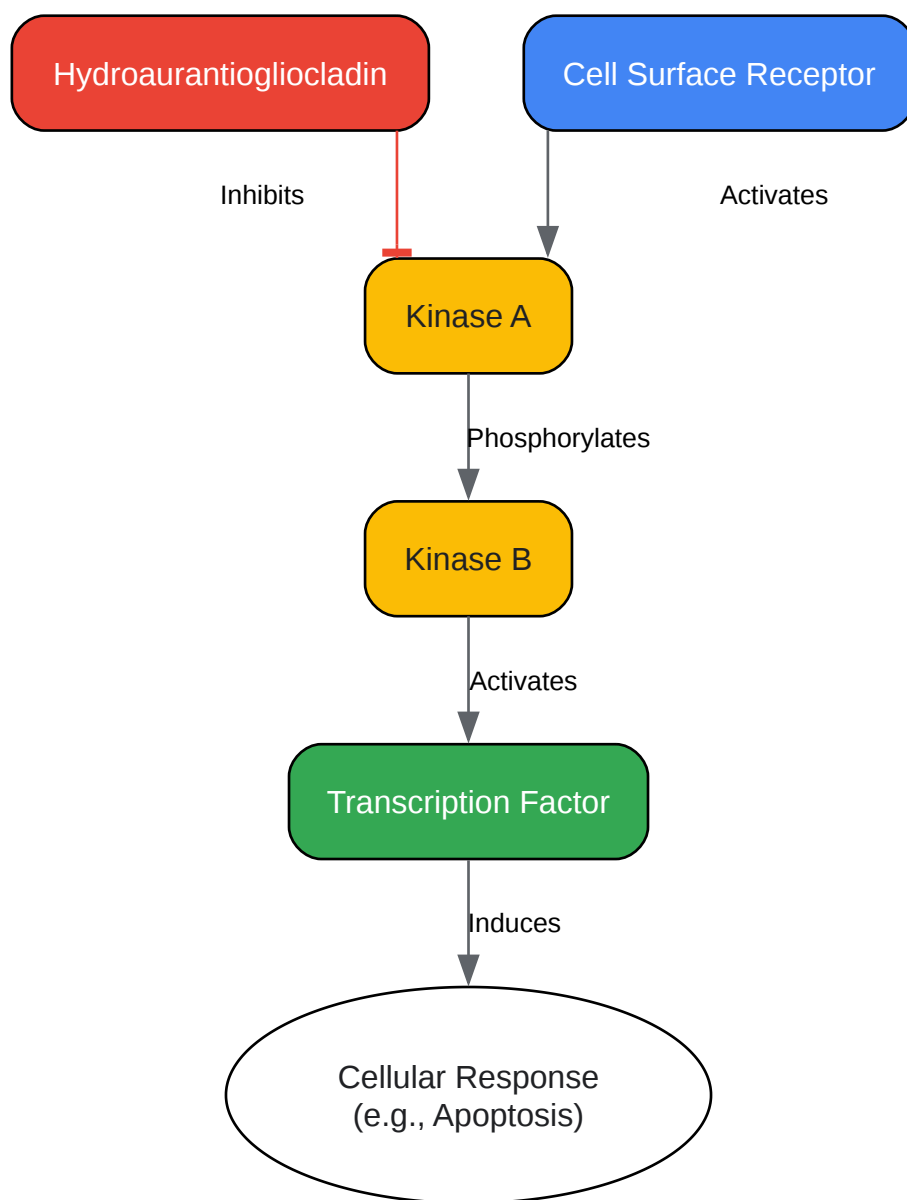 Hydroaurantiogliocladin
Cell Surface Receptor
Inhibits
Activates
Kinase A
Phosphorylates
Kinase B
Activates
Transcription Factor
Induces
Cellular Response
(e.g., Apoptosis)